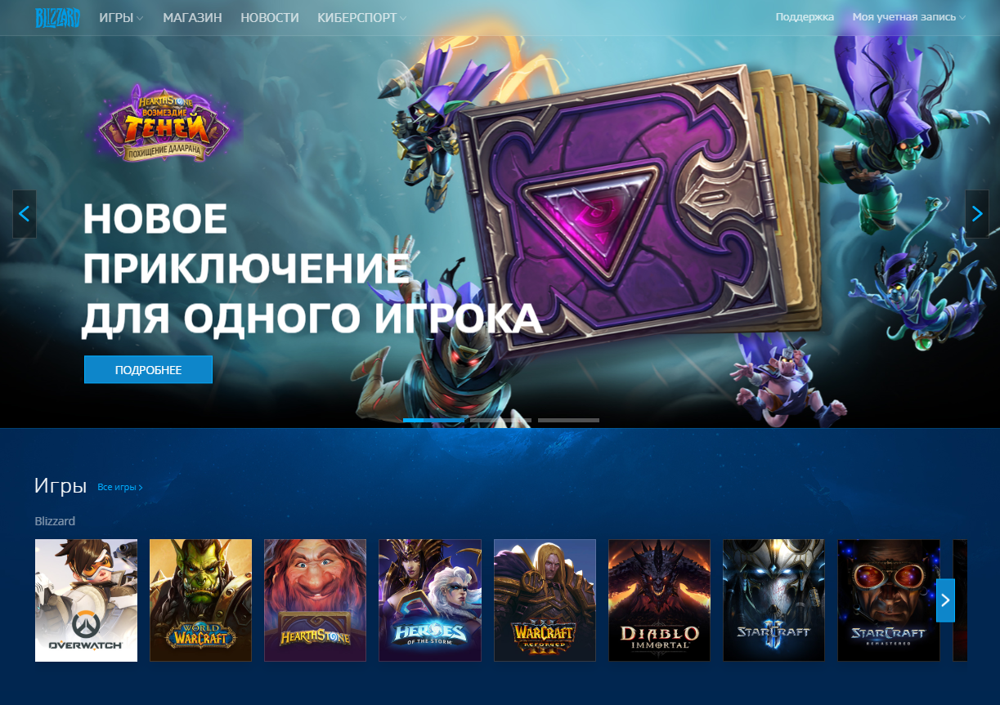 BLIZZARD
ИГРЫ
МАГАЗИН
НОВОСТИ
КИБЕРСПОРТ
Поддержка
Моя учетная запись
HEARTHSTONE
ВОЗМЕЗДИЕ
ТЕНЕЙ
ПОХИЩЕНИЕ ДАЛАРАНА
НОВОЕ
ПРИКЛЮЧЕНИЕ
ДЛЯ ОДНОГО ИГРОКА
ПОДРОБНЕЕ
Игры
Все игры
Blizzard
OVERWATCH
WORLD
OF
WARCRAFT
HEARTHSTONE
HEROES
OF THE STORM
WARCRAFT
III
REFORGED
DIABLO
IMMORTAL
STARCRAFT
II
STARCRAFT
REMASTERED